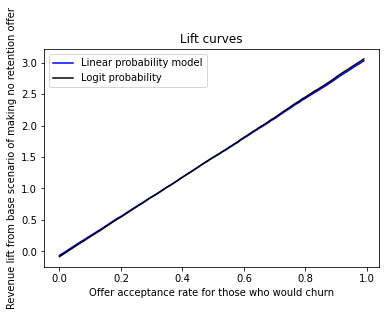 Lift curves
Revenue lift from base scenario of making no retention offer
Linear probability model
Logit probability
3.0
2.5
2.0
1.5
1.0
0.5
0.0
0.0 0.2 0.4 0.6 0.8 1.0
Offer acceptance rate for those who would churn